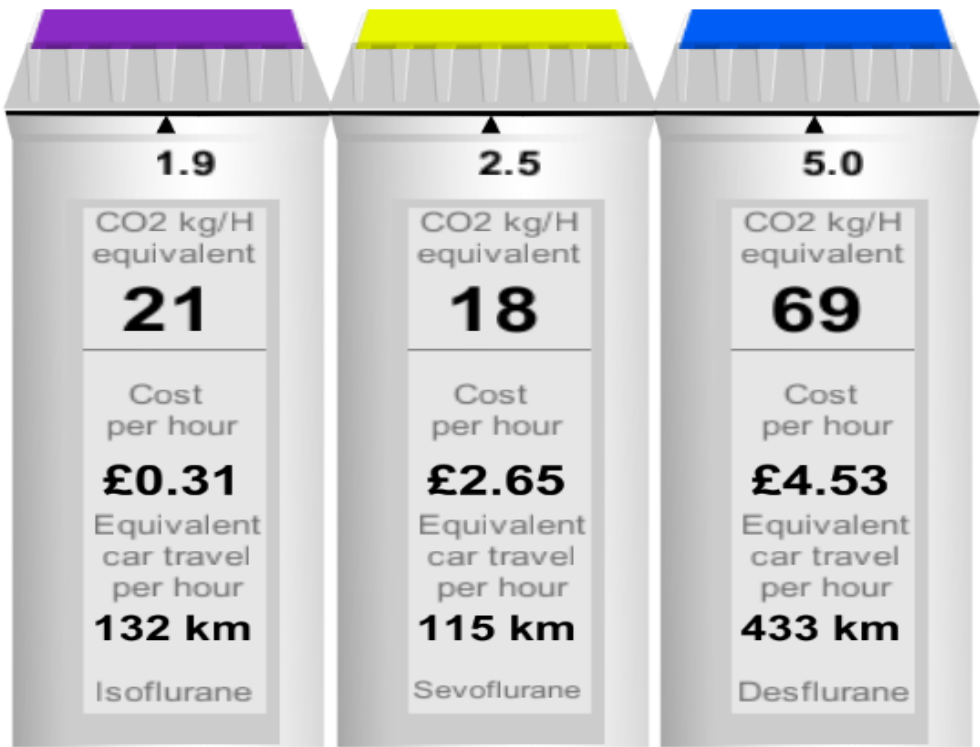 1.9
CO2 kg/H
equivalent
21
Cost
per hour
£0.31
Equivalent
car travel
per hour
132 km
Isoflurane
2.5
CO2 kg/H
equivalent
18
Cost
per hour
£2.65
Equivalent
car travel
per hour
115 km
Sevoflurane
5.0
CO2 kg/H
equivalent
69
Cost
per hour
£4.53
Equivalent
car travel
per hour
433 km
Desflurane